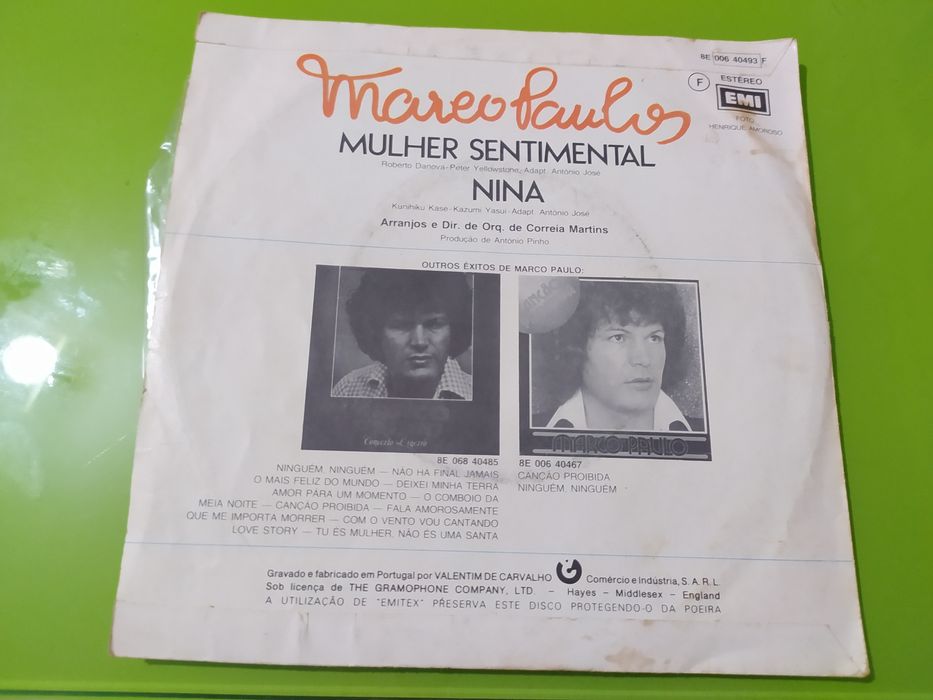 8E 006 40493 F
F
ESTÉREO
EMI
FOTO
HENRIQUE AMOROSO
Marco Paulo
MULHER SENTIMENTAL
Roberto Danova-Peter Yellowstone-Adapt. António José
NINA
Kunihiku Kase-Kazumi Yasui-Adapt. António José
Arranjos e Dir. de Orq. de Correia Martins
Produção de António Pinho
OUTROS ÊXITOS DE MARCO PAULO:
MARCO PAULO
8E 068 40485
NINGUÉM, NINGUÉM — NÃO HÁ FINAL JAMAIS
O MAIS FELIZ DO MUNDO — DEIXEI MINHA TERRA
AMOR PARA UM MOMENTO — O COMBOIO DA
MEIA NOITE — CANÇÃO PROIBIDA — FALA AMOROSAMENTE
QUE ME IMPORTA MORRER — COM O VENTO VOU CANTANDO
LOVE STORY — TU ÉS MULHER, NÃO ÉS UMA SANTA
8E 006 40467
CANÇÃO PROIBIDA
NINGUÉM, NINGUÉM
Gravado e fabricado em Portugal por VALENTIM DE CARVALHO Comércio e Indústria, S. A. R. L.
Sob licença de THE GRAMOPHONE COMPANY, LTD. – Hayes – Middlesex – England
A UTILIZAÇÃO DE "EMITEX" PRESERVA ESTE DISCO PROTEGENDO-O DA POEIRA